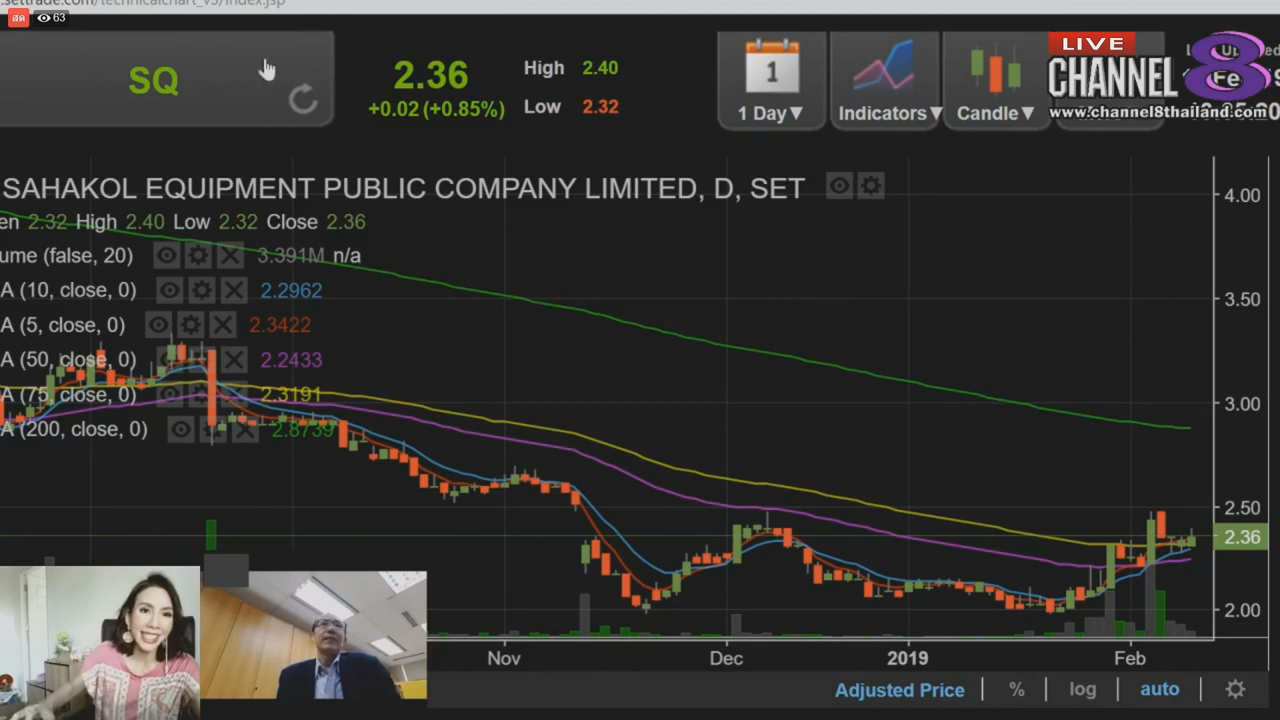 .settrade.com/technicalchart_v5/index.jsp
สด 63
SQ
2.36
+0.02 (+0.85%)
High 2.40
Low 2.32
1
1 Day▼
Indicators▼
Candle▼
LIVE
CHANNEL 8
www.channel8thailand.com
SAHAKOL EQUIPMENT PUBLIC COMPANY LIMITED, D, SET
en 2.32 High 2.40 Low 2.32 Close 2.36
ume (false, 20) 3.391M n/a
A (10, close, 0) 2.2962
A (5, close, 0) 2.3422
A (50, close, 0) 2.2433
A (75, close, 0) 2.3191
A (200, close, 0) 2.8739
4.00
3.50
3.00
2.50
2.36
2.00
Nov Dec 2019 Feb
Adjusted Price % log auto